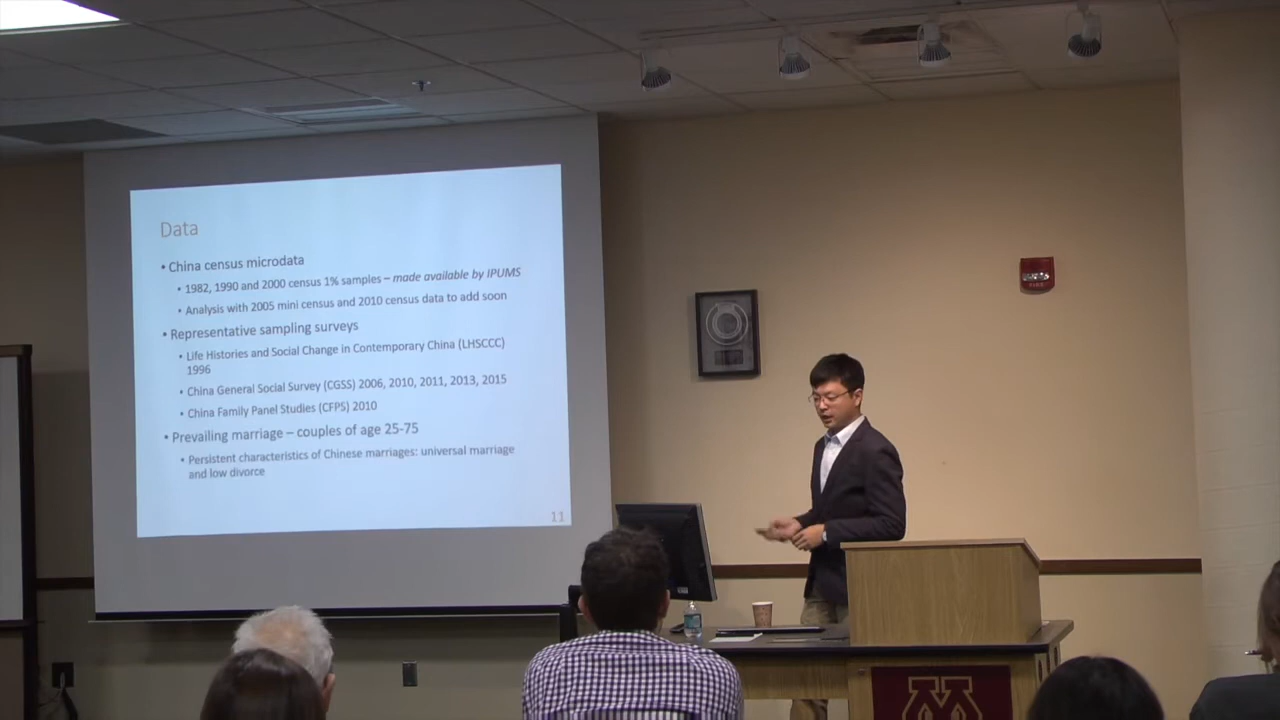 Data
• China census microdata
• 1982, 1990 and 2000 census 1% samples – made available by IPUMS
• Analysis with 2005 mini census and 2010 census data to add soon
• Representative sampling surveys
• Life Histories and Social Change in Contemporary China (LHSCCC)
1996
• China General Social Survey (CGSS) 2006, 2010, 2011, 2013, 2015
• China Family Panel Studies (CFPS) 2010
• Prevailing marriage – couples of age 25-75
• Persistent characteristics of Chinese marriages: universal marriage
and low divorce
11
FIRE
M